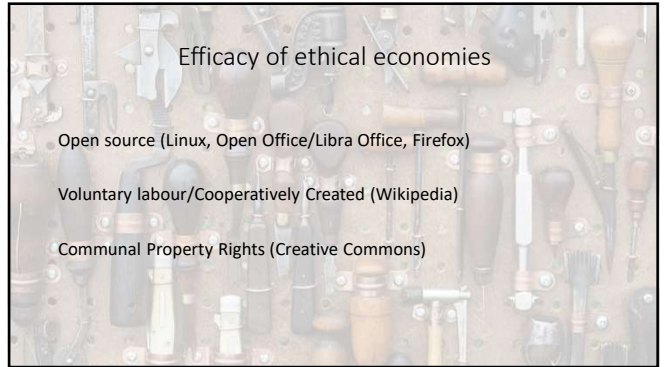 Efficacy of ethical economies
Open source (Linux, Open Office/Libra Office, Firefox)
Voluntary labour/Cooperatively Created (Wikipedia)
Communal Property Rights (Creative Commons)